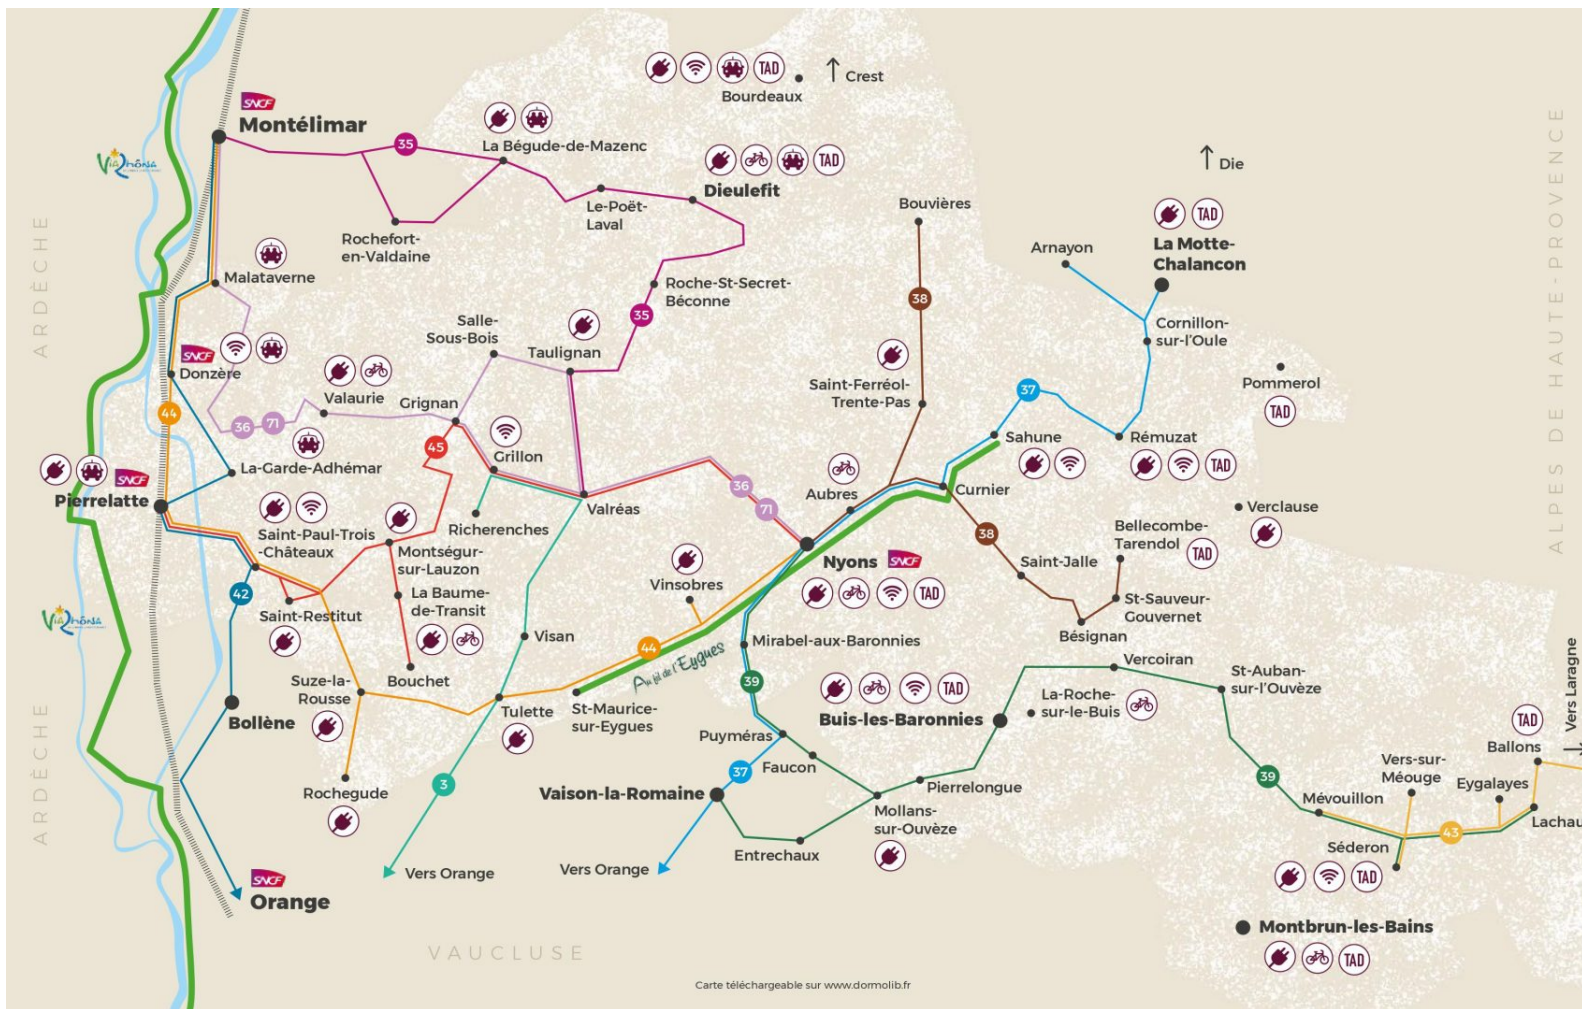 TAD
Bourdeaux
Crest
SNCF
Montélimar
35
La Bégude-de-Mazenc
ViaRhôna
Die
TAD
Dieulefit
Le-Poët-
Laval
Rochefort-
en-Valdaine
Bouvières
TAD
La Motte-
Chalancon
Arnayon
ARDÈCHE
ALPES DE HAUTE-PROVENCE
Malataverne
Roche-St-Secret-
Béconne
38
35
Salle-
Sous-Bois
Taulignan
Cornillon-
sur-l'Oule
SNCF
Donzère
Valaurie
Saint-Ferréol-
Trente-Pas
37
Pommerol
TAD
44
36
71
Grignan
45
Grillon
Sahune
Rémuzat
TAD
La-Garde-Adhémar
SNCF
Pierrelatte
36
71
Aubres
Curnier
Valréas
Richerenches
Saint-Paul-Trois
-Châteaux
Montségur-
sur-Lauzon
Verclause
Bellecombe-
Tarendol
TAD
38
Saint-Jalle
Nyons
SNCF
TAD
Vinsobres
42
Saint-Restitut
La Baume-
de-Transit
St-Sauveur-
Gouvernet
Bésignan
ViaRhôna
Visan
44
Mirabel-aux-Baronnies
Au fil de l'Eygues
39
Bouchet
Suze-la-
Rousse
Tulette
St-Maurice-
sur-Eygues
TAD
Buis-les-Baronnies
Vercoiran
La-Roche-
sur-le-Buis
St-Auban-
sur-l'Ouvèze
Vers Laragne
ARDÈCHE
Bollène
Puyméras
Faucon
37
Vaison-la-Romaine
Pierrelongue
Mollans-
sur-Ouvèze
Entrechaux
Rochegude
3
39
TAD
Ballons
Vers-sur-
Méouge
Eygalayes
Mévouillon
43
Lachau
Séderon
TAD
Vers Orange
Vers Orange
SNCF
Orange
Montbrun-les-Bains
TAD
VAUCLUSE
Carte téléchargeable sur www.dormolib.fr